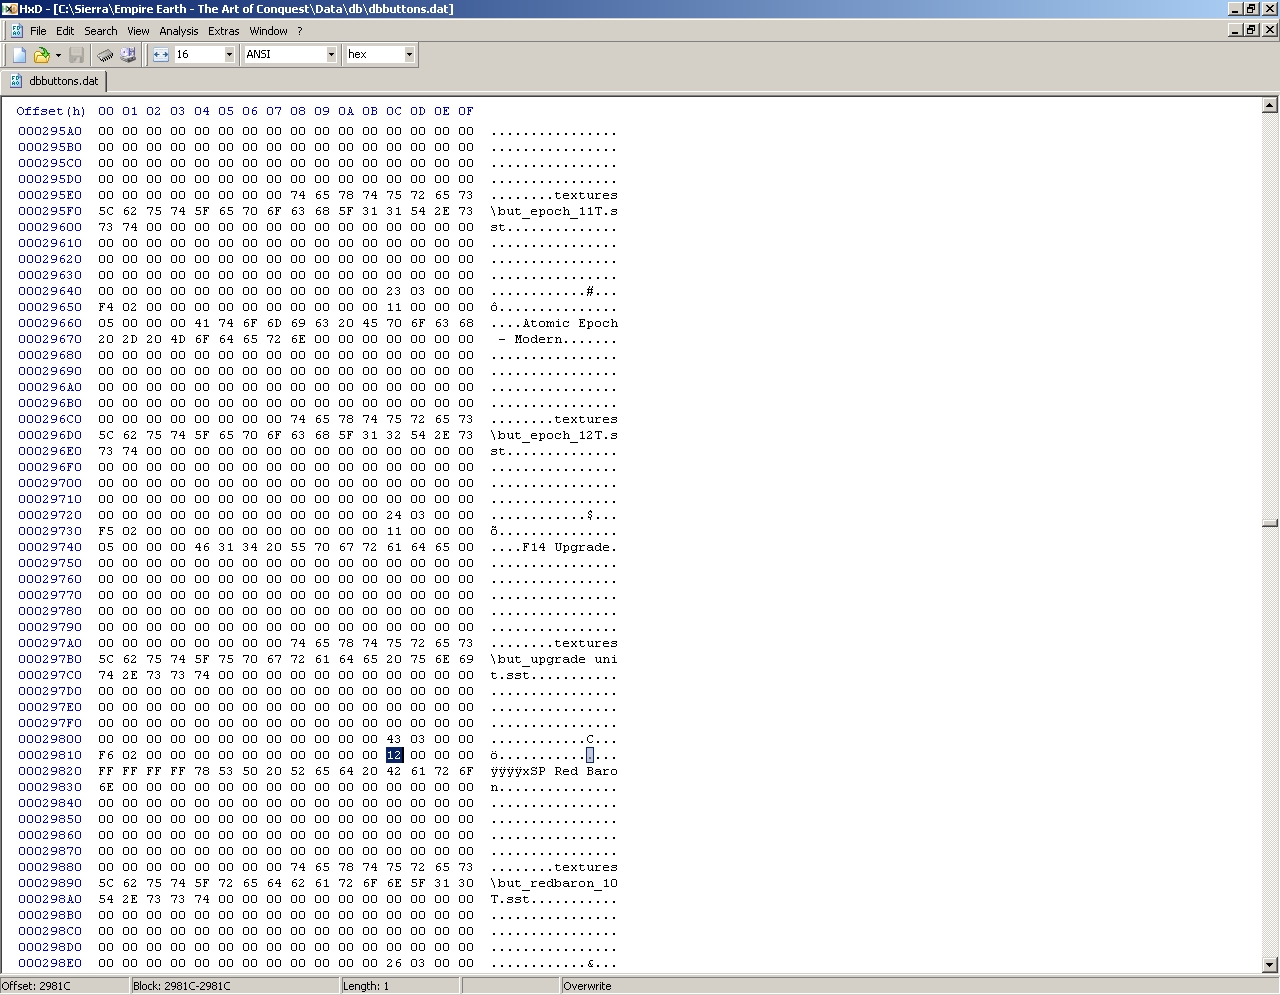 HxD - [C:\Sierra\Empire Earth - The Art of Conquest\Data\db\dbbuttons.dat]
File Edit Search View Analysis Extras Window ?
16 ANSI hex
dbbuttons.dat
Offset(h) 00 01 02 03 04 05 06 07 08 09 0A 0B 0C 0D 0E 0F
000295A0 00 00 00 00 00 00 00 00 00 00 00 00 00 00 00 00 ................
000295B0 00 00 00 00 00 00 00 00 00 00 00 00 00 00 00 00 ................
000295C0 00 00 00 00 00 00 00 00 00 00 00 00 00 00 00 00 ................
000295D0 00 00 00 00 00 00 00 00 00 00 00 00 00 00 00 00 ................
000295E0 00 00 00 00 00 00 00 00 74 65 78 74 75 72 65 73 ........textures
000295F0 5C 62 75 74 5F 65 70 6F 63 68 5F 31 31 54 2E 73 \but_epoch_11T.s
00029600 73 74 00 00 00 00 00 00 00 00 00 00 00 00 00 00 st..............
00029610 00 00 00 00 00 00 00 00 00 00 00 00 00 00 00 00 ................
00029620 00 00 00 00 00 00 00 00 00 00 00 00 00 00 00 00 ................
00029630 00 00 00 00 00 00 00 00 00 00 00 00 00 00 00 00 ................
00029640 00 00 00 00 00 00 00 00 00 00 00 00 23 03 00 00 ............#...
00029650 F4 02 00 00 00 00 00 00 00 00 00 00 11 00 00 00 ô...............
00029660 05 00 00 00 41 74 6F 6D 69 63 20 45 70 6F 63 68 ....Atomic Epoch
00029670 20 2D 20 4D 6F 64 65 72 6E 00 00 00 00 00 00 00  - Modern.......
00029680 00 00 00 00 00 00 00 00 00 00 00 00 00 00 00 00 ................
00029690 00 00 00 00 00 00 00 00 00 00 00 00 00 00 00 00 ................
000296A0 00 00 00 00 00 00 00 00 00 00 00 00 00 00 00 00 ................
000296B0 00 00 00 00 00 00 00 00 00 00 00 00 00 00 00 00 ................
000296C0 00 00 00 00 00 00 00 00 74 65 78 74 75 72 65 73 ........textures
000296D0 5C 62 75 74 5F 65 70 6F 63 68 5F 31 32 54 2E 73 \but_epoch_12T.s
000296E0 73 74 00 00 00 00 00 00 00 00 00 00 00 00 00 00 st..............
000296F0 00 00 00 00 00 00 00 00 00 00 00 00 00 00 00 00 ................
00029700 00 00 00 00 00 00 00 00 00 00 00 00 00 00 00 00 ................
00029710 00 00 00 00 00 00 00 00 00 00 00 00 00 00 00 00 ................
00029720 00 00 00 00 00 00 00 00 00 00 00 00 24 03 00 00 ............$...
00029730 F5 02 00 00 00 00 00 00 00 00 00 00 11 00 00 00 õ...............
00029740 05 00 00 00 46 31 34 20 55 70 67 72 61 64 65 00 ....F14 Upgrade.
00029750 00 00 00 00 00 00 00 00 00 00 00 00 00 00 00 00 ................
00029760 00 00 00 00 00 00 00 00 00 00 00 00 00 00 00 00 ................
00029770 00 00 00 00 00 00 00 00 00 00 00 00 00 00 00 00 ................
00029780 00 00 00 00 00 00 00 00 00 00 00 00 00 00 00 00 ................
00029790 00 00 00 00 00 00 00 00 00 00 00 00 00 00 00 00 ................
000297A0 00 00 00 00 00 00 00 00 74 65 78 74 75 72 65 73 ........textures
000297B0 5C 62 75 74 5F 75 70 67 72 61 64 65 20 75 6E 69 \but_upgrade uni
000297C0 74 2E 73 73 74 00 00 00 00 00 00 00 00 00 00 00 t.sst...........
000297D0 00 00 00 00 00 00 00 00 00 00 00 00 00 00 00 00 ................
000297E0 00 00 00 00 00 00 00 00 00 00 00 00 00 00 00 00 ................
000297F0 00 00 00 00 00 00 00 00 00 00 00 00 00 00 00 00 ................
00029800 00 00 00 00 00 00 00 00 00 00 00 00 43 03 00 00 ............C...
00029810 F6 02 00 00 00 00 00 00 00 00 00 00 12 00 00 00 ö...............
00029820 FF FF FF FF 78 53 50 20 52 65 64 20 42 61 72 6F ÿÿÿÿxSP Red Baro
00029830 6E 00 00 00 00 00 00 00 00 00 00 00 00 00 00 00 n...............
00029840 00 00 00 00 00 00 00 00 00 00 00 00 00 00 00 00 ................
00029850 00 00 00 00 00 00 00 00 00 00 00 00 00 00 00 00 ................
00029860 00 00 00 00 00 00 00 00 00 00 00 00 00 00 00 00 ................
00029870 00 00 00 00 00 00 00 00 00 00 00 00 00 00 00 00 ................
00029880 00 00 00 00 00 00 00 00 74 65 78 74 75 72 65 73 ........textures
00029890 5C 62 75 74 5F 72 65 64 62 61 72 6F 6E 5F 31 30 \but_redbaron_10
000298A0 54 2E 73 73 74 00 00 00 00 00 00 00 00 00 00 00 T.sst...........
000298B0 00 00 00 00 00 00 00 00 00 00 00 00 00 00 00 00 ................
000298C0 00 00 00 00 00 00 00 00 00 00 00 00 00 00 00 00 ................
000298D0 00 00 00 00 00 00 00 00 00 00 00 00 00 00 00 00 ................
000298E0 00 00 00 00 00 00 00 00 00 00 00 00 26 03 00 00 ............&...
Offset: 2981C Block: 2981C-2981C Length: 1 Overwrite